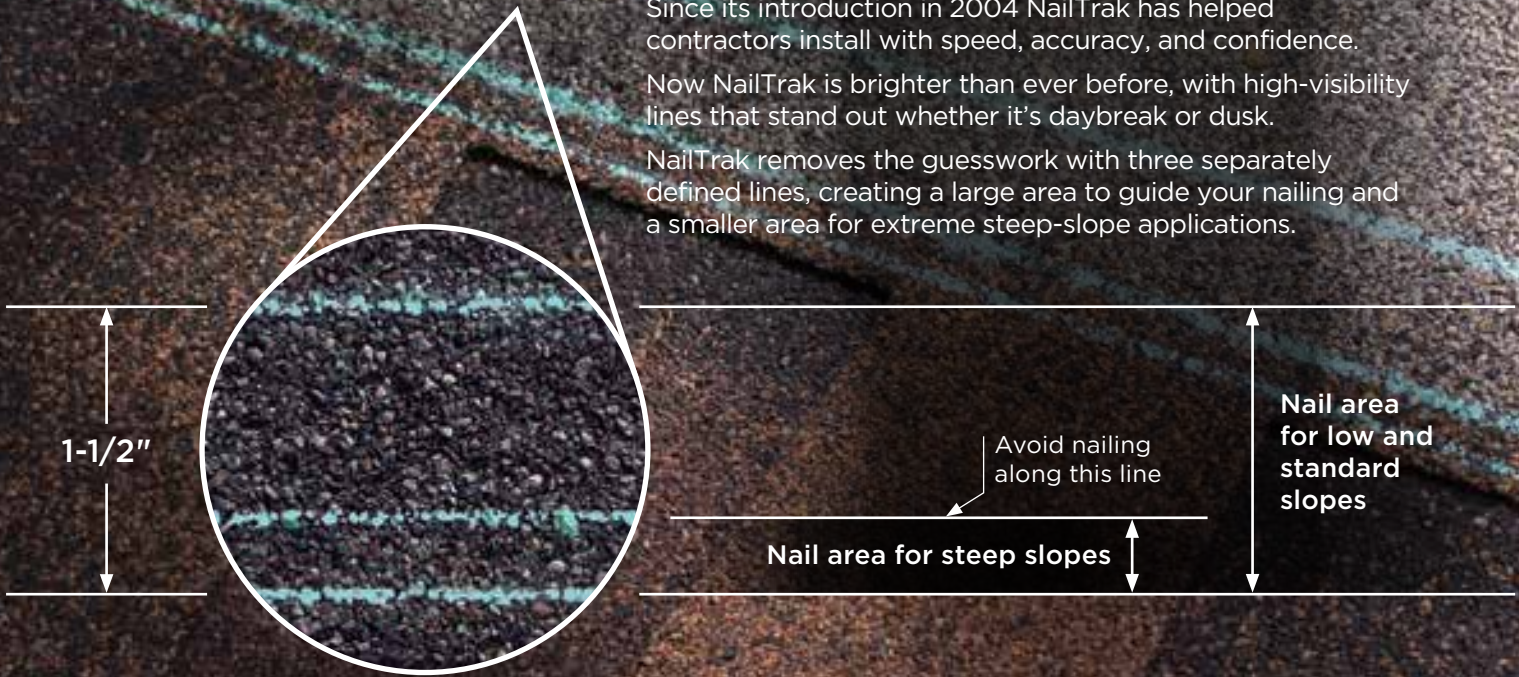 Since its introduction in 2004 NailTrak has helped
contractors install with speed, accuracy, and confidence.
Now NailTrak is brighter than ever before, with high-visibility
lines that stand out whether it’s daybreak or dusk.
NailTrak removes the guesswork with three separately
defined lines, creating a large area to guide your nailing and
a smaller area for extreme steep-slope applications.
1-1/2"
Avoid nailing
along this line
Nail area for steep slopes
Nail area
for low and
standard
slopes